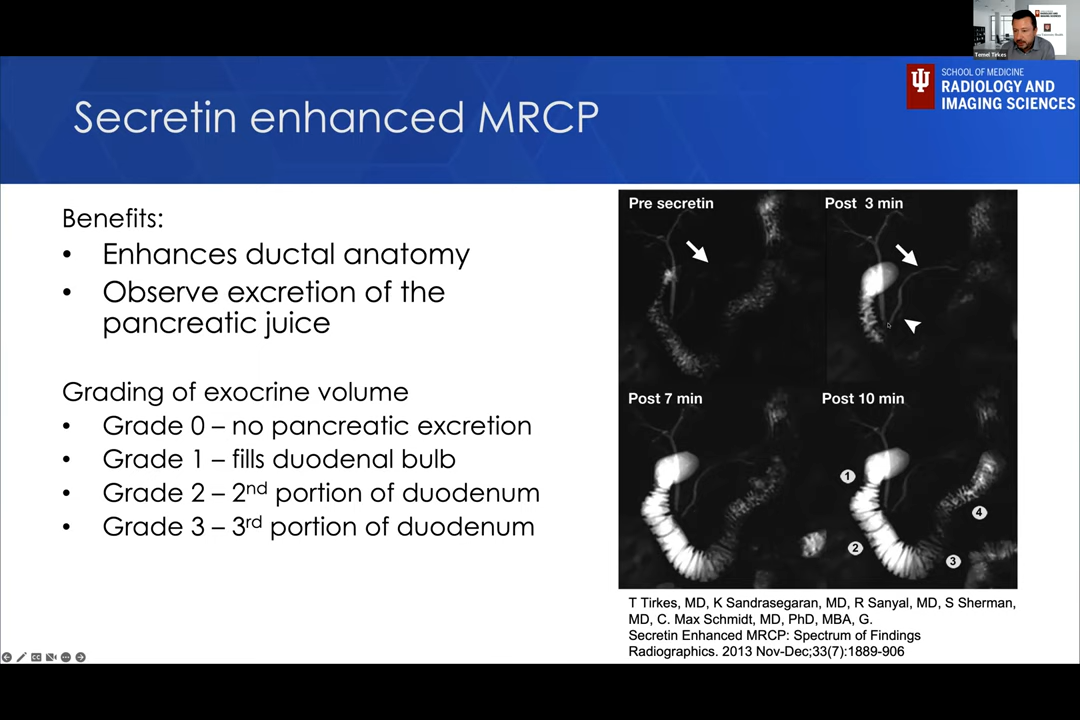 Temel Tirkes
SCHOOL OF MEDICINE
RADIOLOGY AND
IMAGING SCIENCES
Secretin enhanced MRCP
Benefits:
• Enhances ductal anatomy
• Observe excretion of the
pancreatic juice
Grading of exocrine volume
• Grade 0 – no pancreatic excretion
• Grade 1 – fills duodenal bulb
• Grade 2 – 2nd portion of duodenum
• Grade 3 – 3rd portion of duodenum
Pre secretin
Post 3 min
Post 7 min
Post 10 min
1
2
3
4
T Tirkes, MD, K Sandrasegaran, MD, R Sanyal, MD, S Sherman,
MD, C. Max Schmidt, MD, PhD, MBA, G.
Secretin Enhanced MRCP: Spectrum of Findings
Radiographics. 2013 Nov-Dec;33(7):1889-906